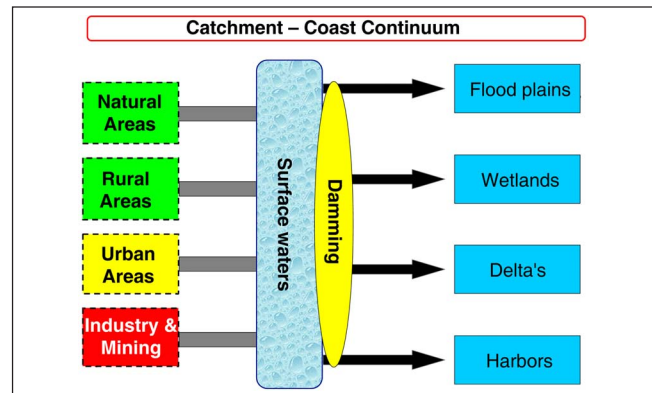 Catchment – Coast Continuum
Natural
Areas
Rural
Areas
Urban
Areas
Industry &
Mining
Surface waters
Damming
Flood plains
Wetlands
Delta's
Harbors